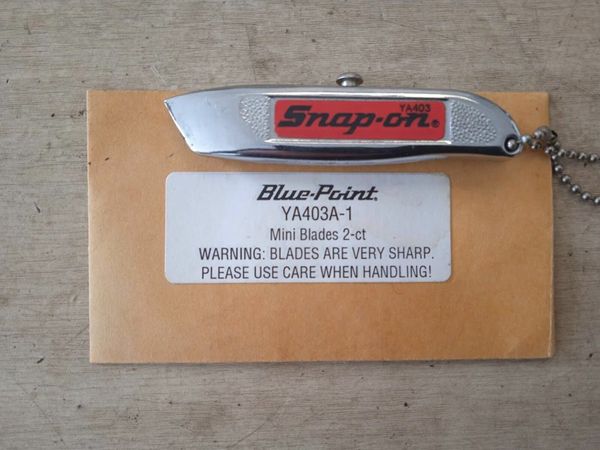 YA403
Snap-on®
Blue-Point®
YA403A-1
Mini Blades 2-ct
WARNING: BLADES ARE VERY SHARP.
PLEASE USE CARE WHEN HANDLING!